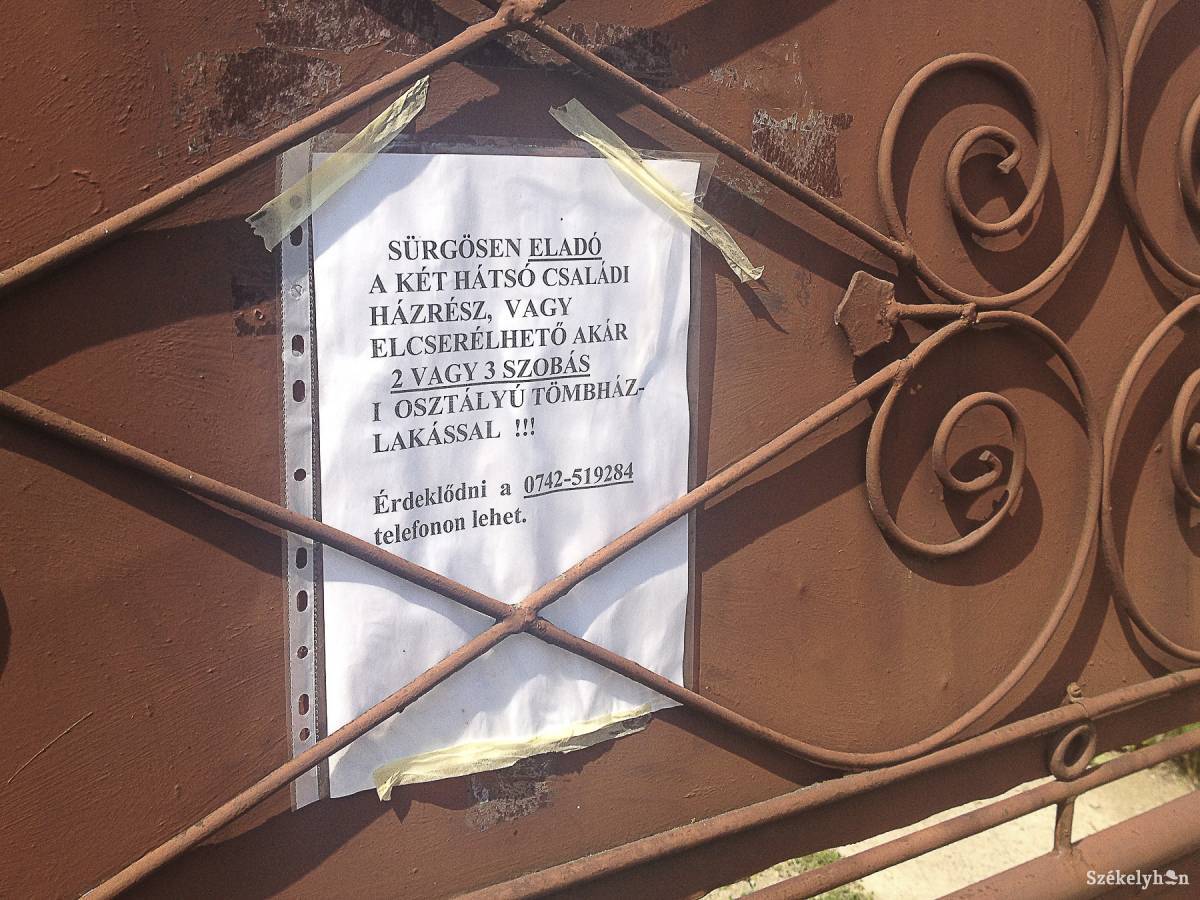 SÜRGÖSEN ELADÓ
A KÉT HÁTSÓ CSALÁDI
HÁZRÉSZ, VAGY
ELCSERÉLHETŐ AKÁR
2 VAGY 3 SZOBÁS
I OSZTÁLYÚ TÖMBHÁZ-
LAKÁSSAL !!!
Érdeklődni a 0742-519284
telefonon lehet.
Székelyhon